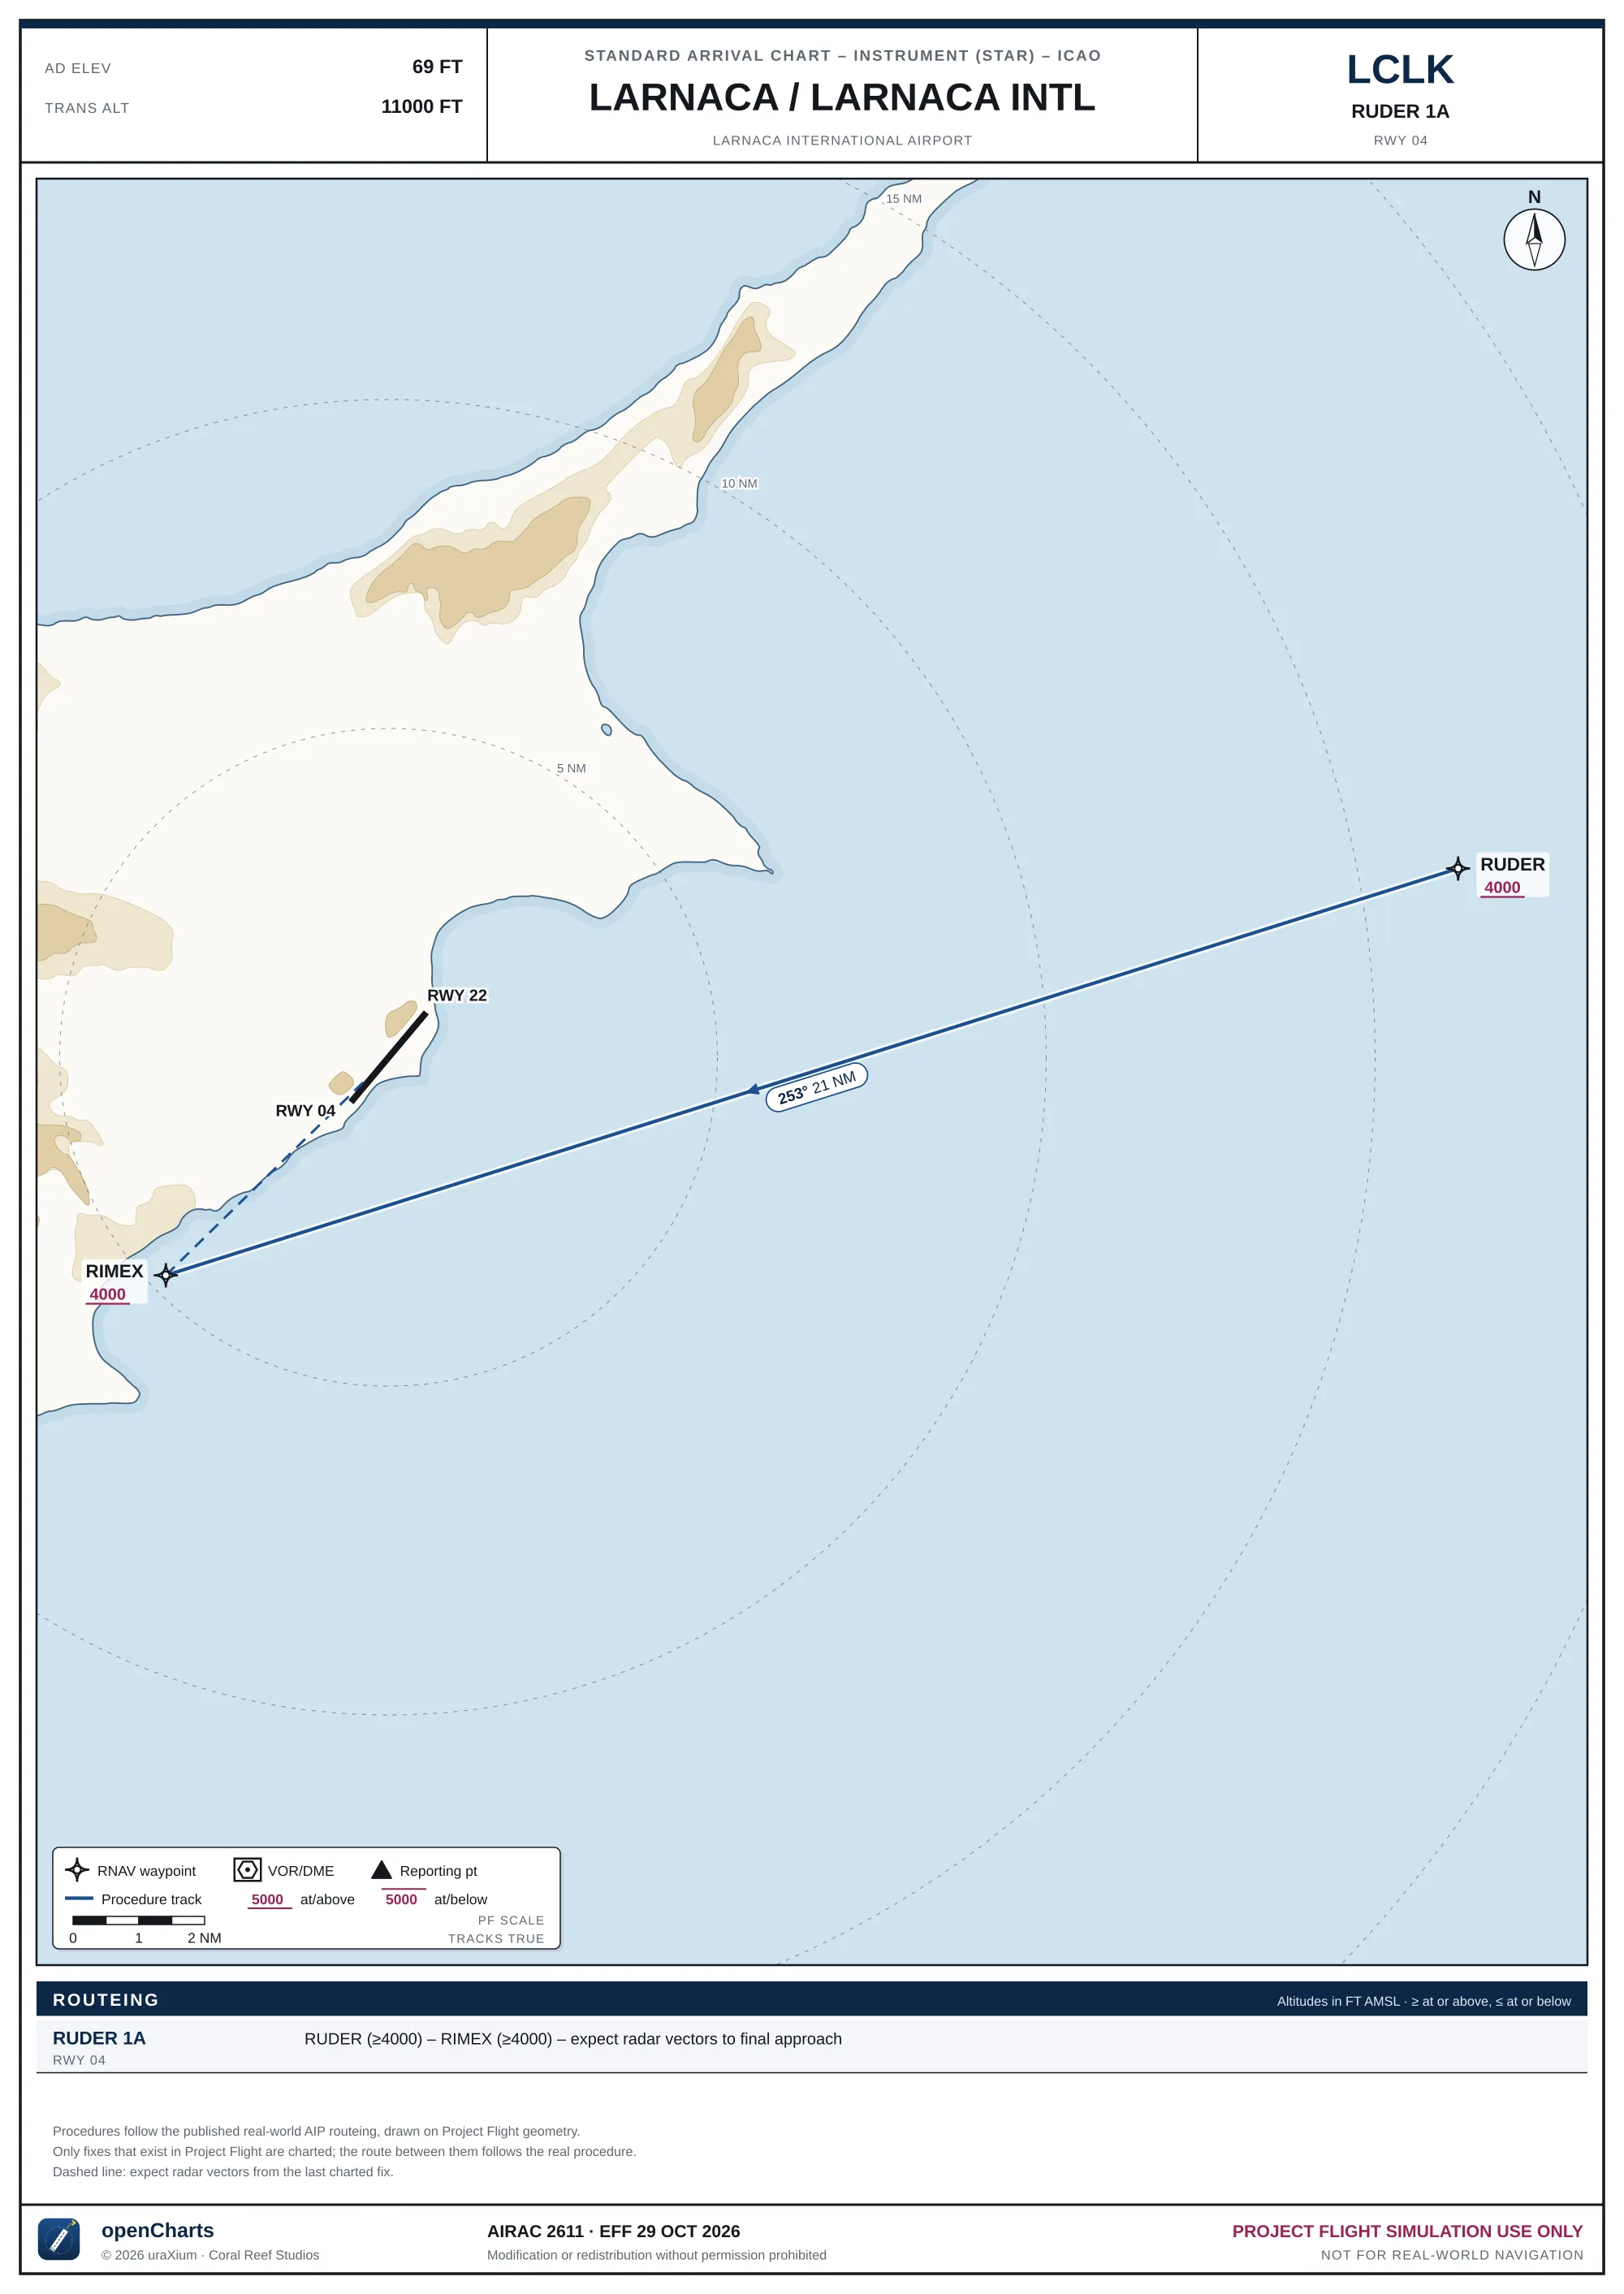 AD ELEV 69 FT
TRANS ALT 11000 FT
STANDARD ARRIVAL CHART – INSTRUMENT (STAR) – ICAO
LARNACA / LARNACA INTL
LARNACA INTERNATIONAL AIRPORT
LCLK
RUDER 1A
RWY 04
N
15 NM
10 NM
5 NM
RUDER
4000
RWY 22
253° 21 NM
RWY 04
RIMEX
4000
RNAV waypoint VOR/DME Reporting pt
Procedure track 5000 at/above 5000 at/below
PF SCALE
0 1 2 NM TRACKS TRUE
ROUTEING Altitudes in FT AMSL · ≥ at or above, ≤ at or below
RUDER 1A RUDER (≥4000) – RIMEX (≥4000) – expect radar vectors to final approach
RWY 04
Procedures follow the published real-world AIP routeing, drawn on Project Flight geometry.
Only fixes that exist in Project Flight are charted; the route between them follows the real procedure.
Dashed line: expect radar vectors from the last charted fix.
openCharts AIRAC 2611 · EFF 29 OCT 2026 PROJECT FLIGHT SIMULATION USE ONLY
© 2026 uraXium · Coral Reef Studios Modification or redistribution without permission prohibited NOT FOR REAL-WORLD NAVIGATION